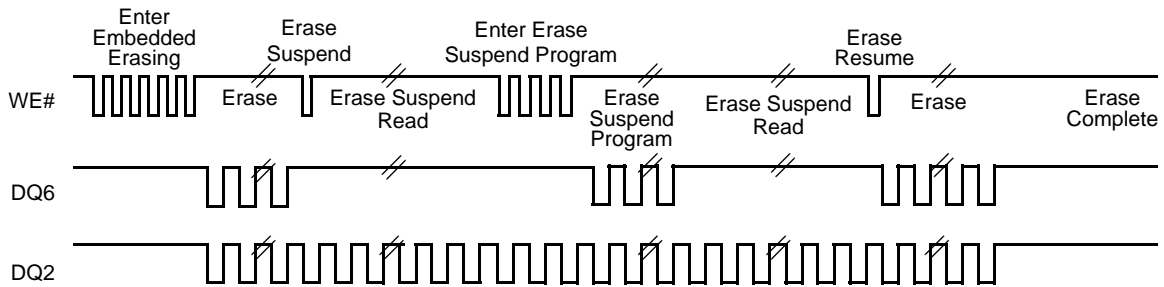 Enter
Embedded
Erasing
Erase
Suspend
Enter Erase
Suspend Program
Erase
Resume
WE#
Erase
Erase Suspend
Read
Erase
Suspend
Program
Erase Suspend
Read
Erase
Erase
Complete
DQ6
DQ2